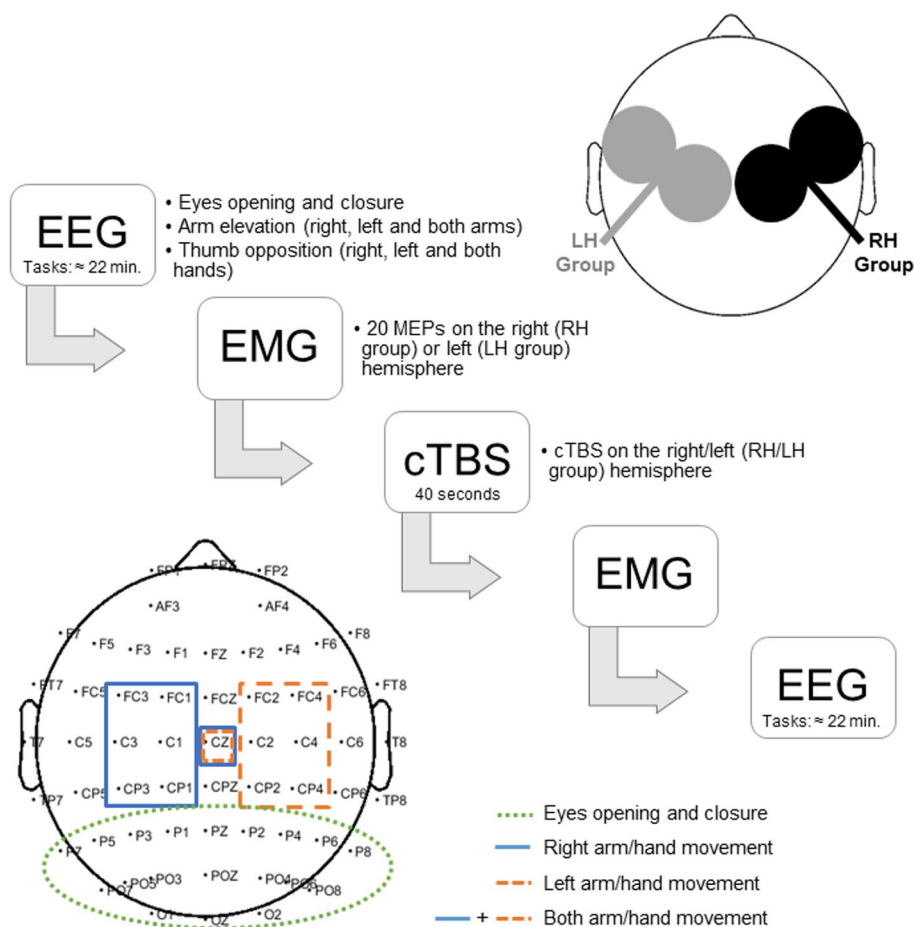 LH
Group
RH
Group
EEG
Tasks: ≈ 22 min.
• Eyes opening and closure
• Arm elevation (right, left and both arms)
• Thumb opposition (right, left and both
hands)
EMG
• 20 MEPs on the right (RH
group) or left (LH group)
hemisphere
cTBS
40 seconds
• cTBS on the right/left (RH/LH
group) hemisphere
EMG
EEG
Tasks: ≈ 22 min.
FP1 FPZ FP2
AF3 AF4
F7 F5 F3 F1 FZ F2 F4 F6 F8
FT7 FC5 FC3 FC1 FCZ FC2 FC4 FC6 FT8
T7 C5 C3 C1 CZ C2 C4 C6 T8
TP7 CP5 CP3 CP1 CPZ CP2 CP4 CP6 TP8
P7 P5 P3 P1 PZ P2 P4 P6 P8
PO7 PO5 PO3 POZ PO4 PO6 PO8
O1 OZ O2
Eyes opening and closure
Right arm/hand movement
Left arm/hand movement
+ Both arm/hand movement